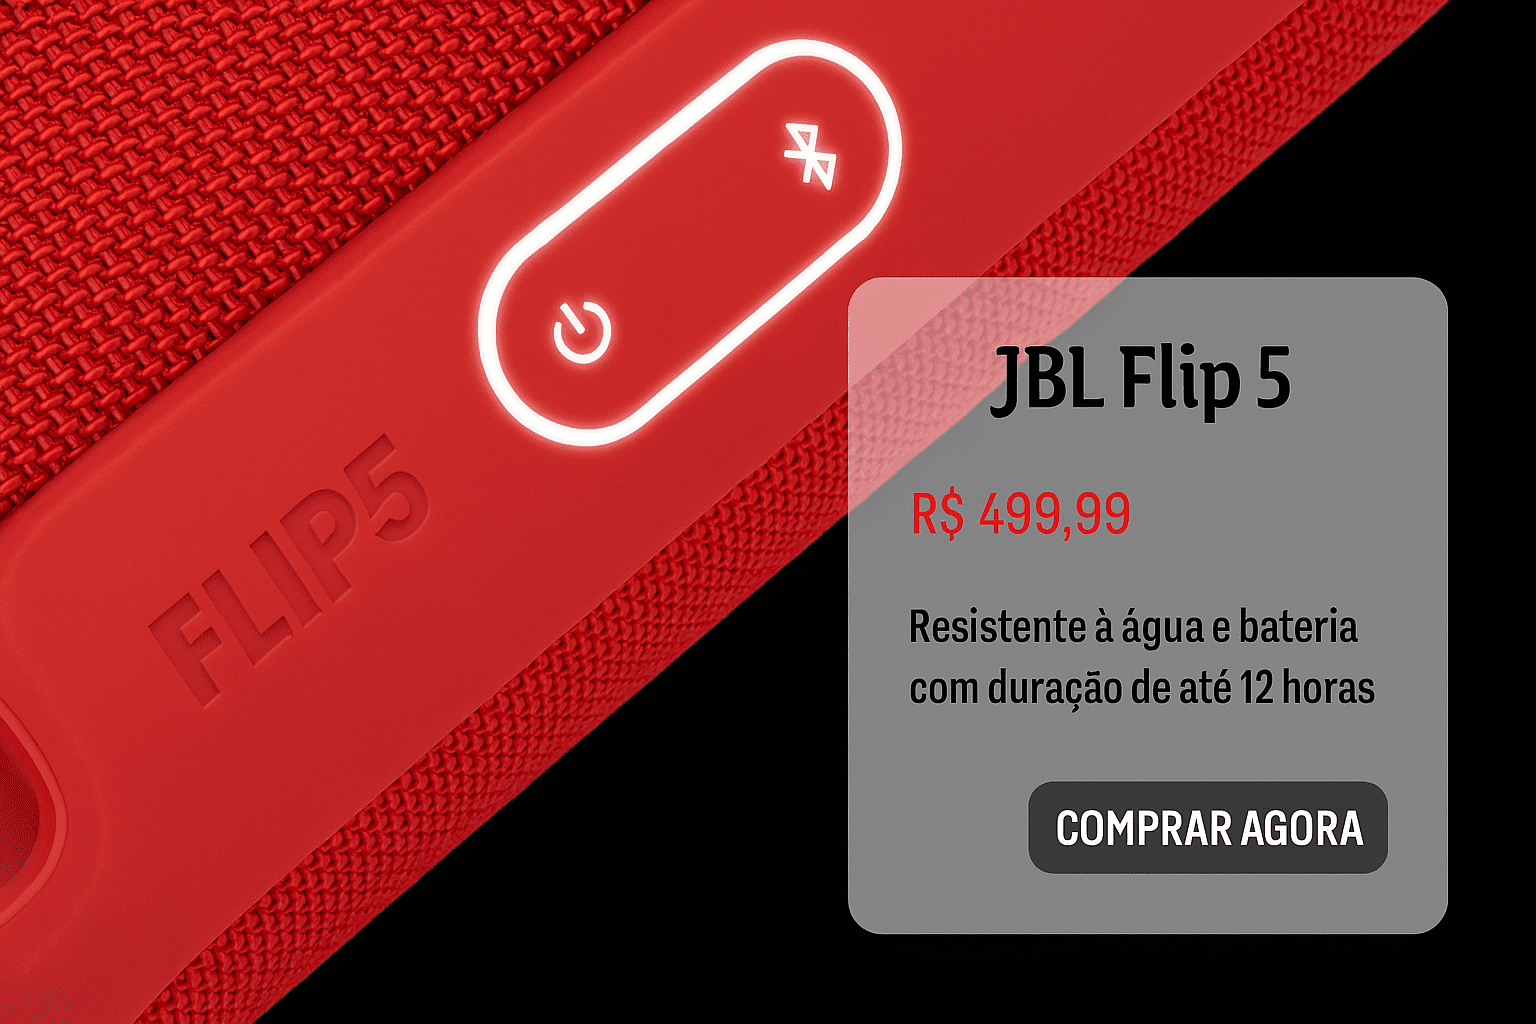 FLIP5
JBL Flip 5
R$ 499,99
Resistente à água e bateria
com duração de até 12 horas
COMPRAR AGORA